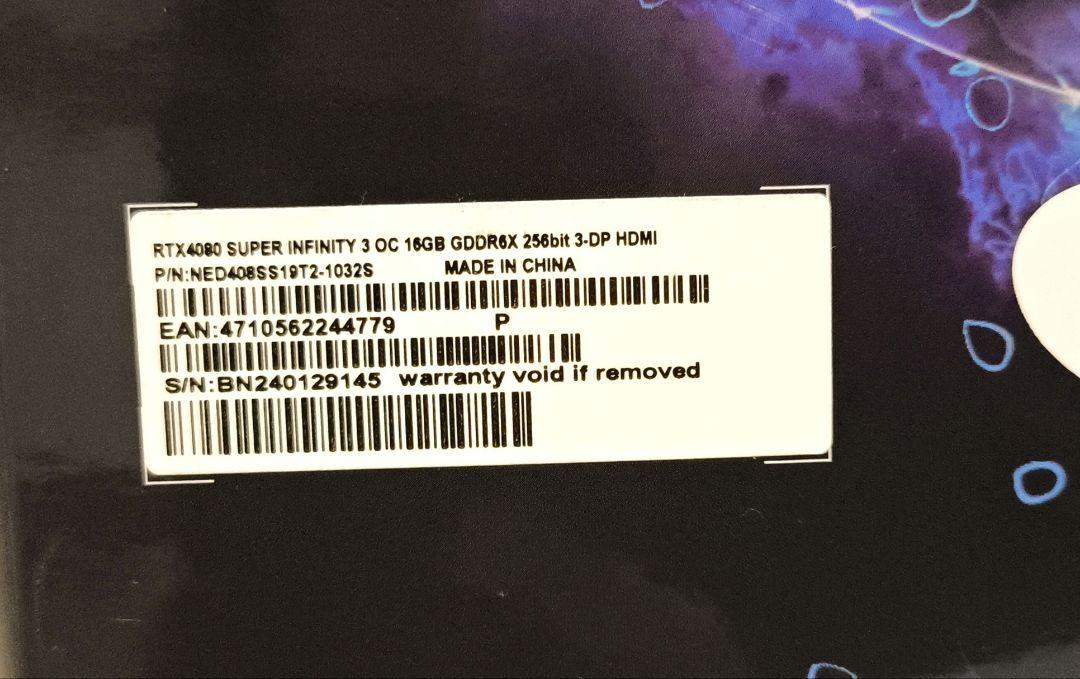 RTX4080 SUPER INFINITY 3 OC 16GB GDDR6X 256bit 3-DP HDMI
P/N:NED408SS19T2-1032S MADE IN CHINA
EAN:4710562244779 P
S/N:BN240129145 warranty void if removed